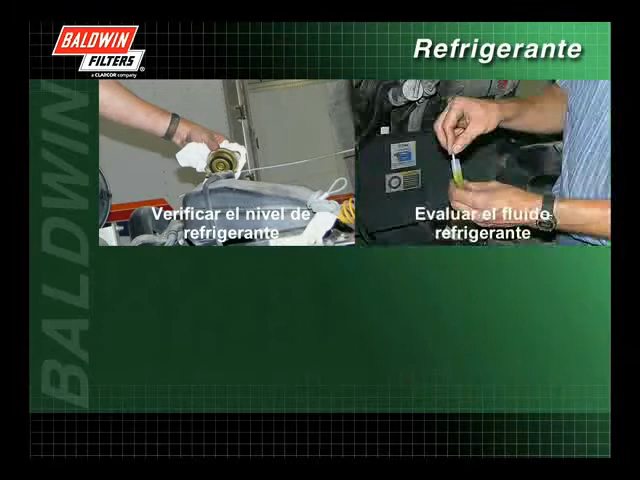 BALDWIN
FILTERS®
a CLARCOR company
Refrigerante
BALDWIN
Verificar el nivel de
refrigerante
Evaluar el fluido
refrigerante